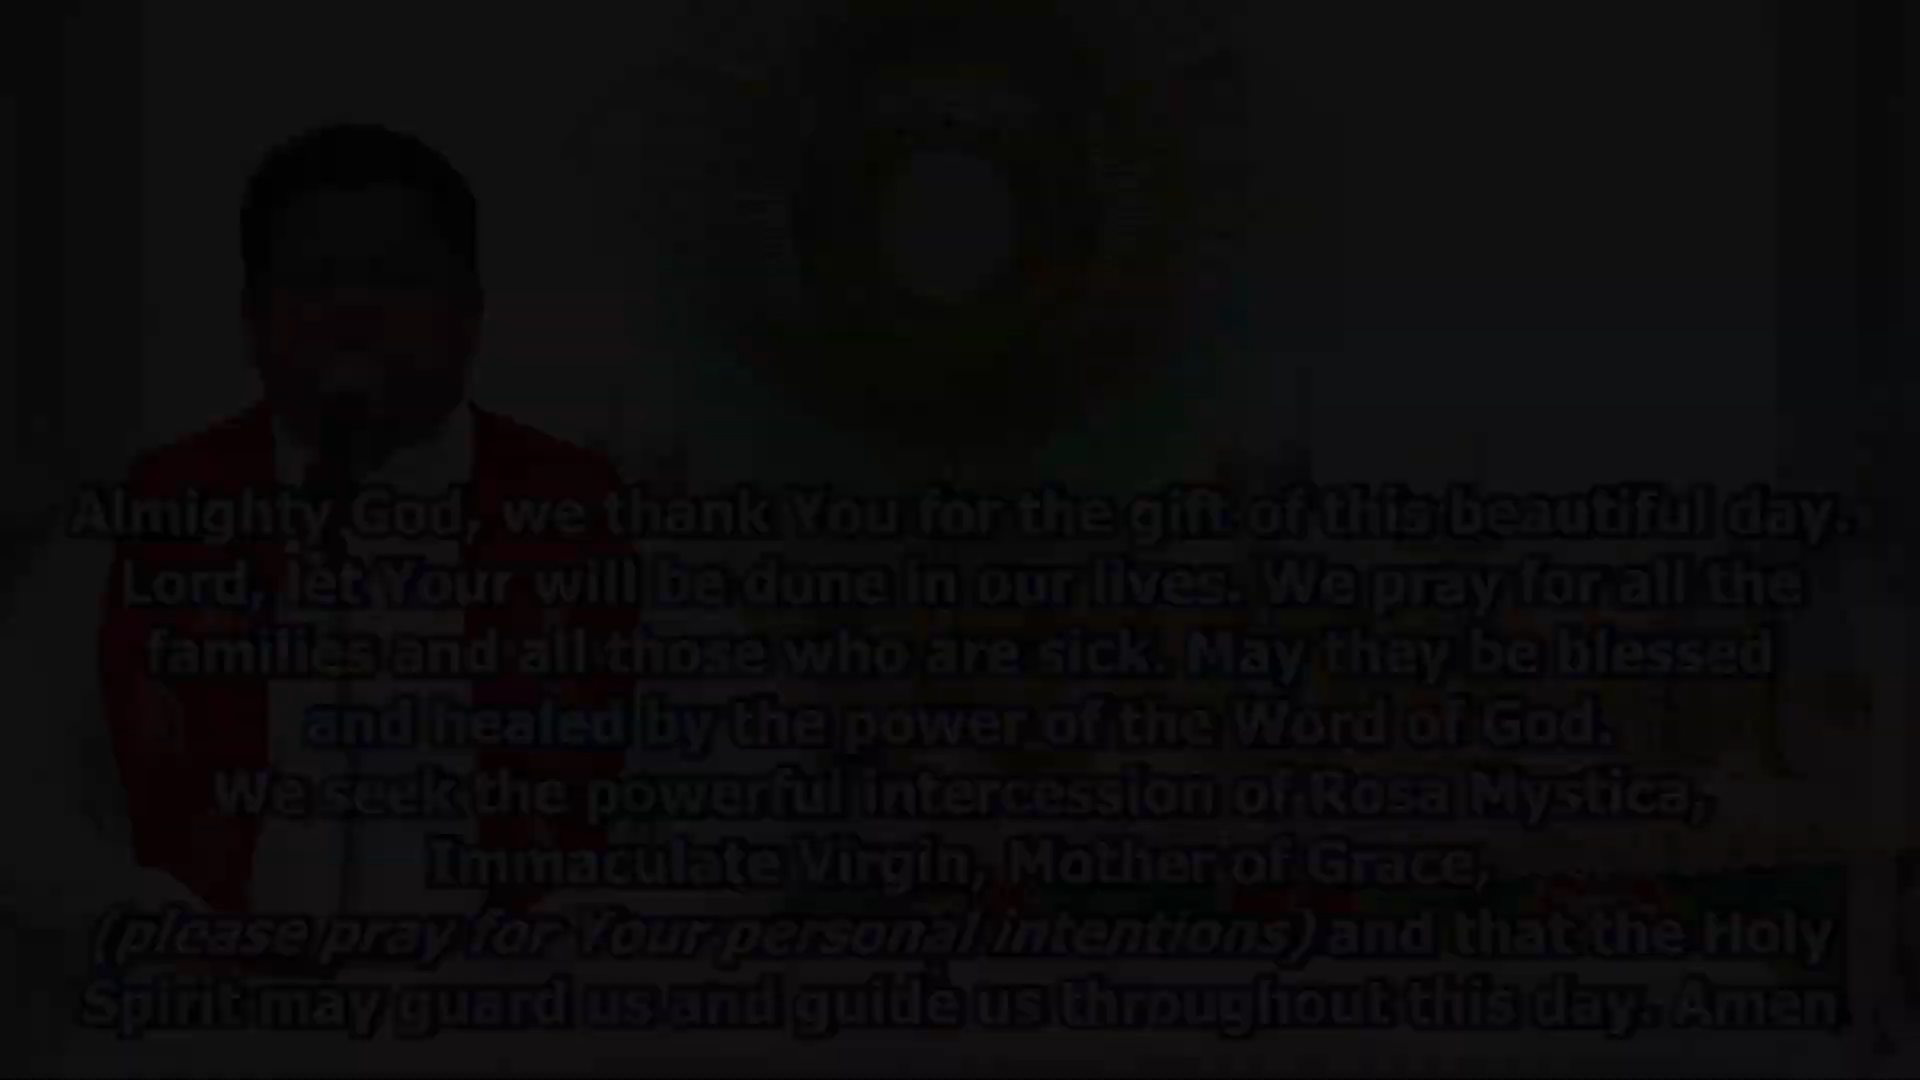 Almighty God, we thank You for the gift of this beautiful day.
Lord, let Your will be done in our lives. We pray for all the
families and all those who are sick. May they be blessed
and healed by the power of the Word of God.
We seek the powerful intercession of Rosa Mystica,
Immaculate Virgin, Mother of Grace,
(please pray for Your personal intentions) and that the Holy
Spirit may guard us and guide us throughout this day. Amen